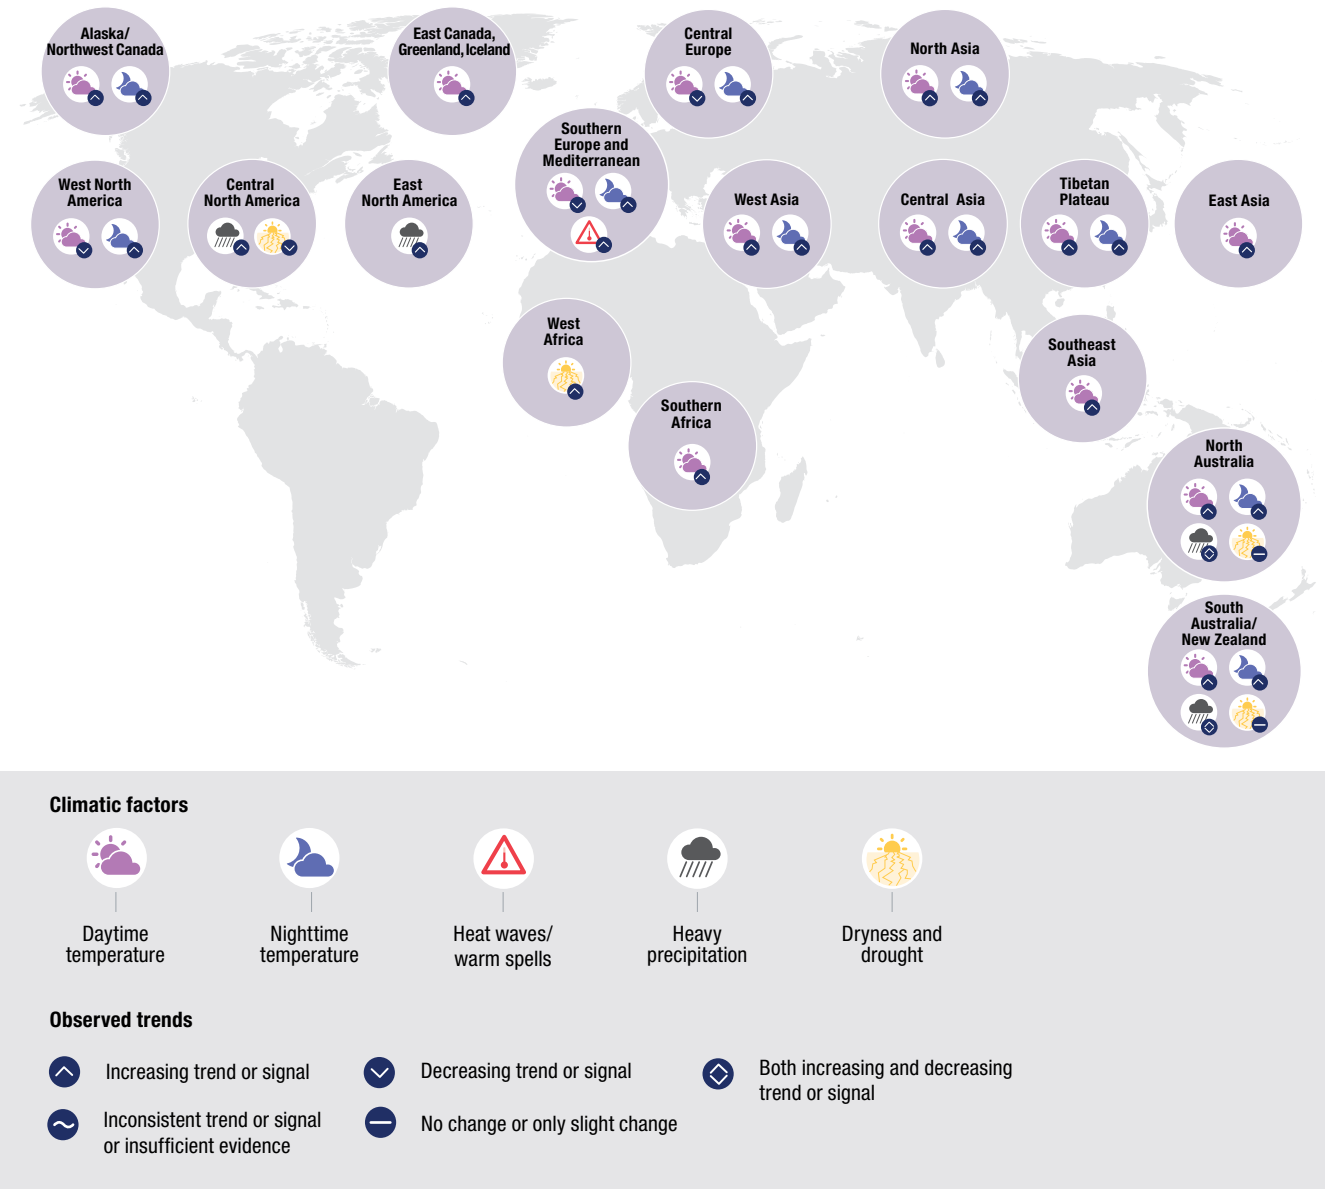 Alaska/
Northwest Canada
East Canada,
Greenland, Iceland
Central
Europe
North Asia
Southern
Europe and
Mediterranean
West North
America
Central
North America
East
North America
West Asia
Central Asia
Tibetan
Plateau
East Asia
West
Africa
Southeast
Asia
Southern
Africa
North
Australia
South
Australia/
New Zealand
Climatic factors
Daytime
temperature
Nighttime
temperature
Heat waves/
warm spells
Heavy
precipitation
Dryness and
drought
Observed trends
Increasing trend or signal
Decreasing trend or signal
Both increasing and decreasing
trend or signal
Inconsistent trend or signal
or insufficient evidence
No change or only slight change